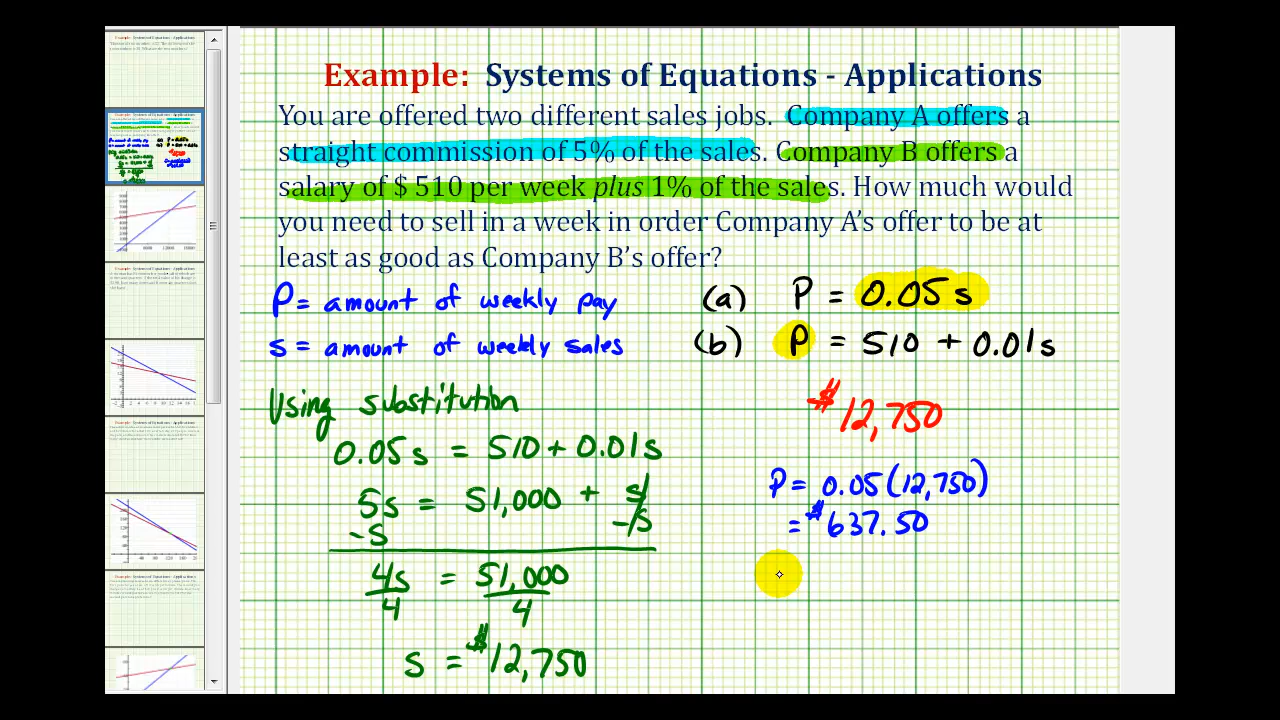 Example: Systems of Equations - Applications
You are offered two different sales jobs. Company A offers a
straight commission of 5% of the sales. Company B offers a
salary of $ 510 per week plus 1% of the sales. How much would
you need to sell in a week in order Company A's offer to be at
least as good as Company B's offer?
P = amount of weekly pay
s = amount of weekly sales
(a) P = 0.05 s
(b) P = 510 + 0.01s
Using substitution
0.05 s = 510 + 0.01s
5s = 51,000 + s
-s -s
4s = 51,000
4 4
s = $12,750
$12,750
P = 0.05(12,750)
= $637.50